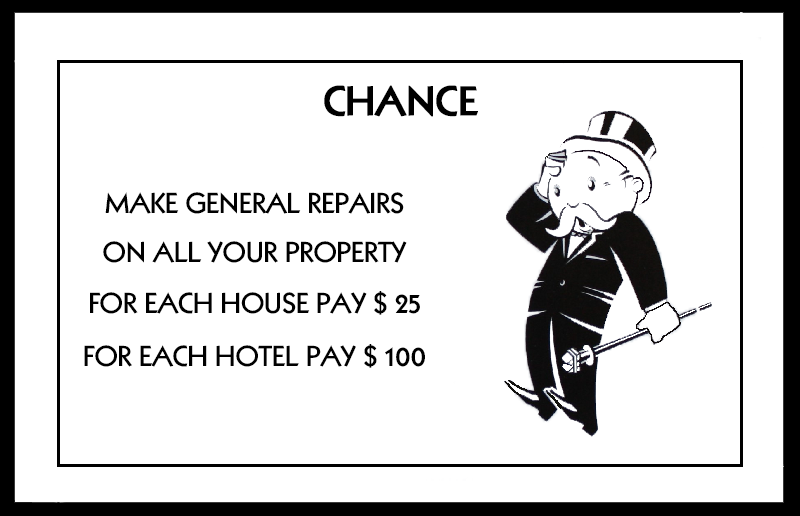 CHANCE
MAKE GENERAL REPAIRS
ON ALL YOUR PROPERTY
FOR EACH HOUSE PAY $ 25
FOR EACH HOTEL PAY $ 100